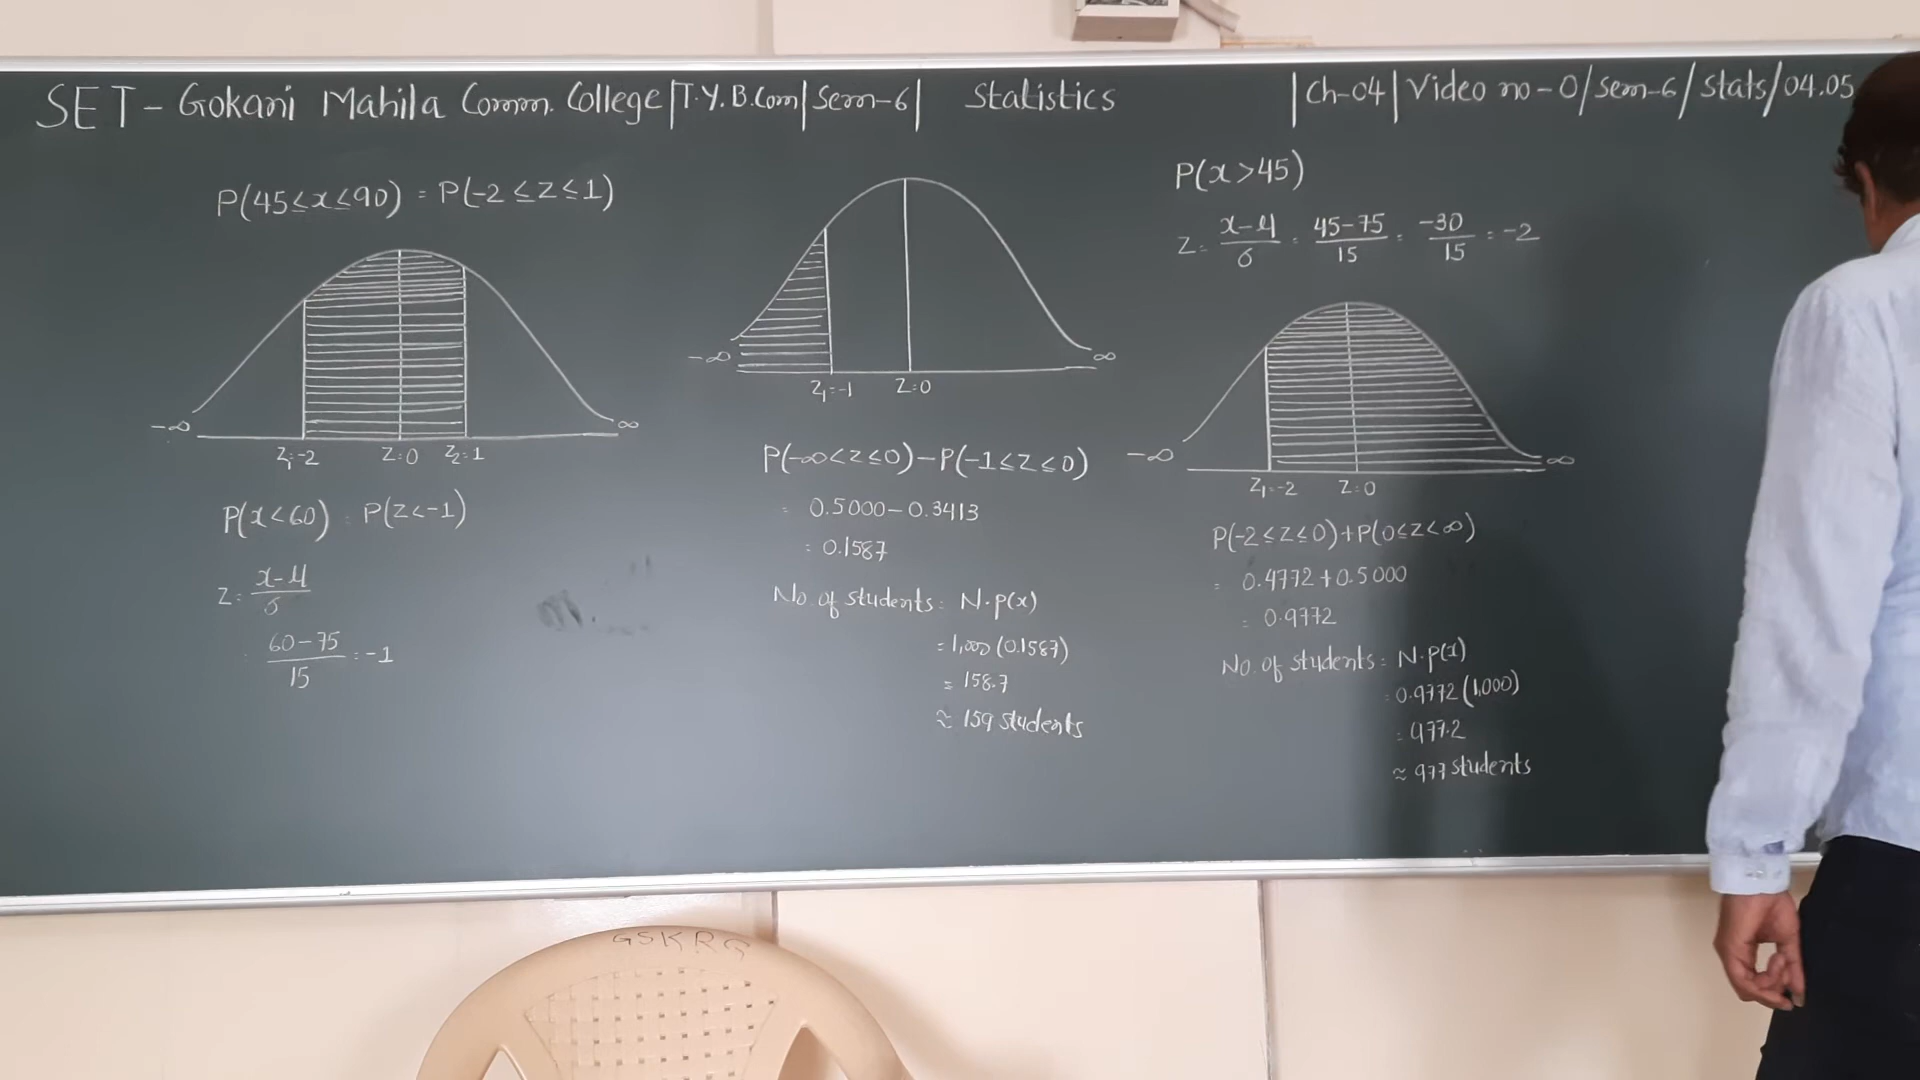 SET - Gokani Mahila Comm. College | T.Y.B.Com | Sem-6 | Statistics | Ch-04 | Video no - 0 / Sem-6 / Stats / 04.05
P(45≤x≤90) = P(-2≤Z≤1)
-∞ ∞
Z₁=-2 Z=0 Z₂=1
P(x<60) = P(Z<-1)
Z = (x-μ)/σ
= (60-75)/15 = -1
-∞ ∞
Z₁=-1 Z=0
P(-∞<Z≤0) - P(-1≤Z≤0)
= 0.5000 - 0.3413
= 0.1587
No. of students = N·p(x)
= 1,000 (0.1587)
= 158.7
≈ 159 students
P(x>45)
Z = (x-μ)/σ = (45-75)/15 = -30/15 = -2
-∞ ∞
Z₁=-2 Z=0
P(-2≤Z≤0)+P(0≤Z<∞)
= 0.4772 + 0.5000
= 0.9772
No. of students = N·p(x)
= 0.9772 (1,000)
= 977.2
≈ 977 students
GSKRG